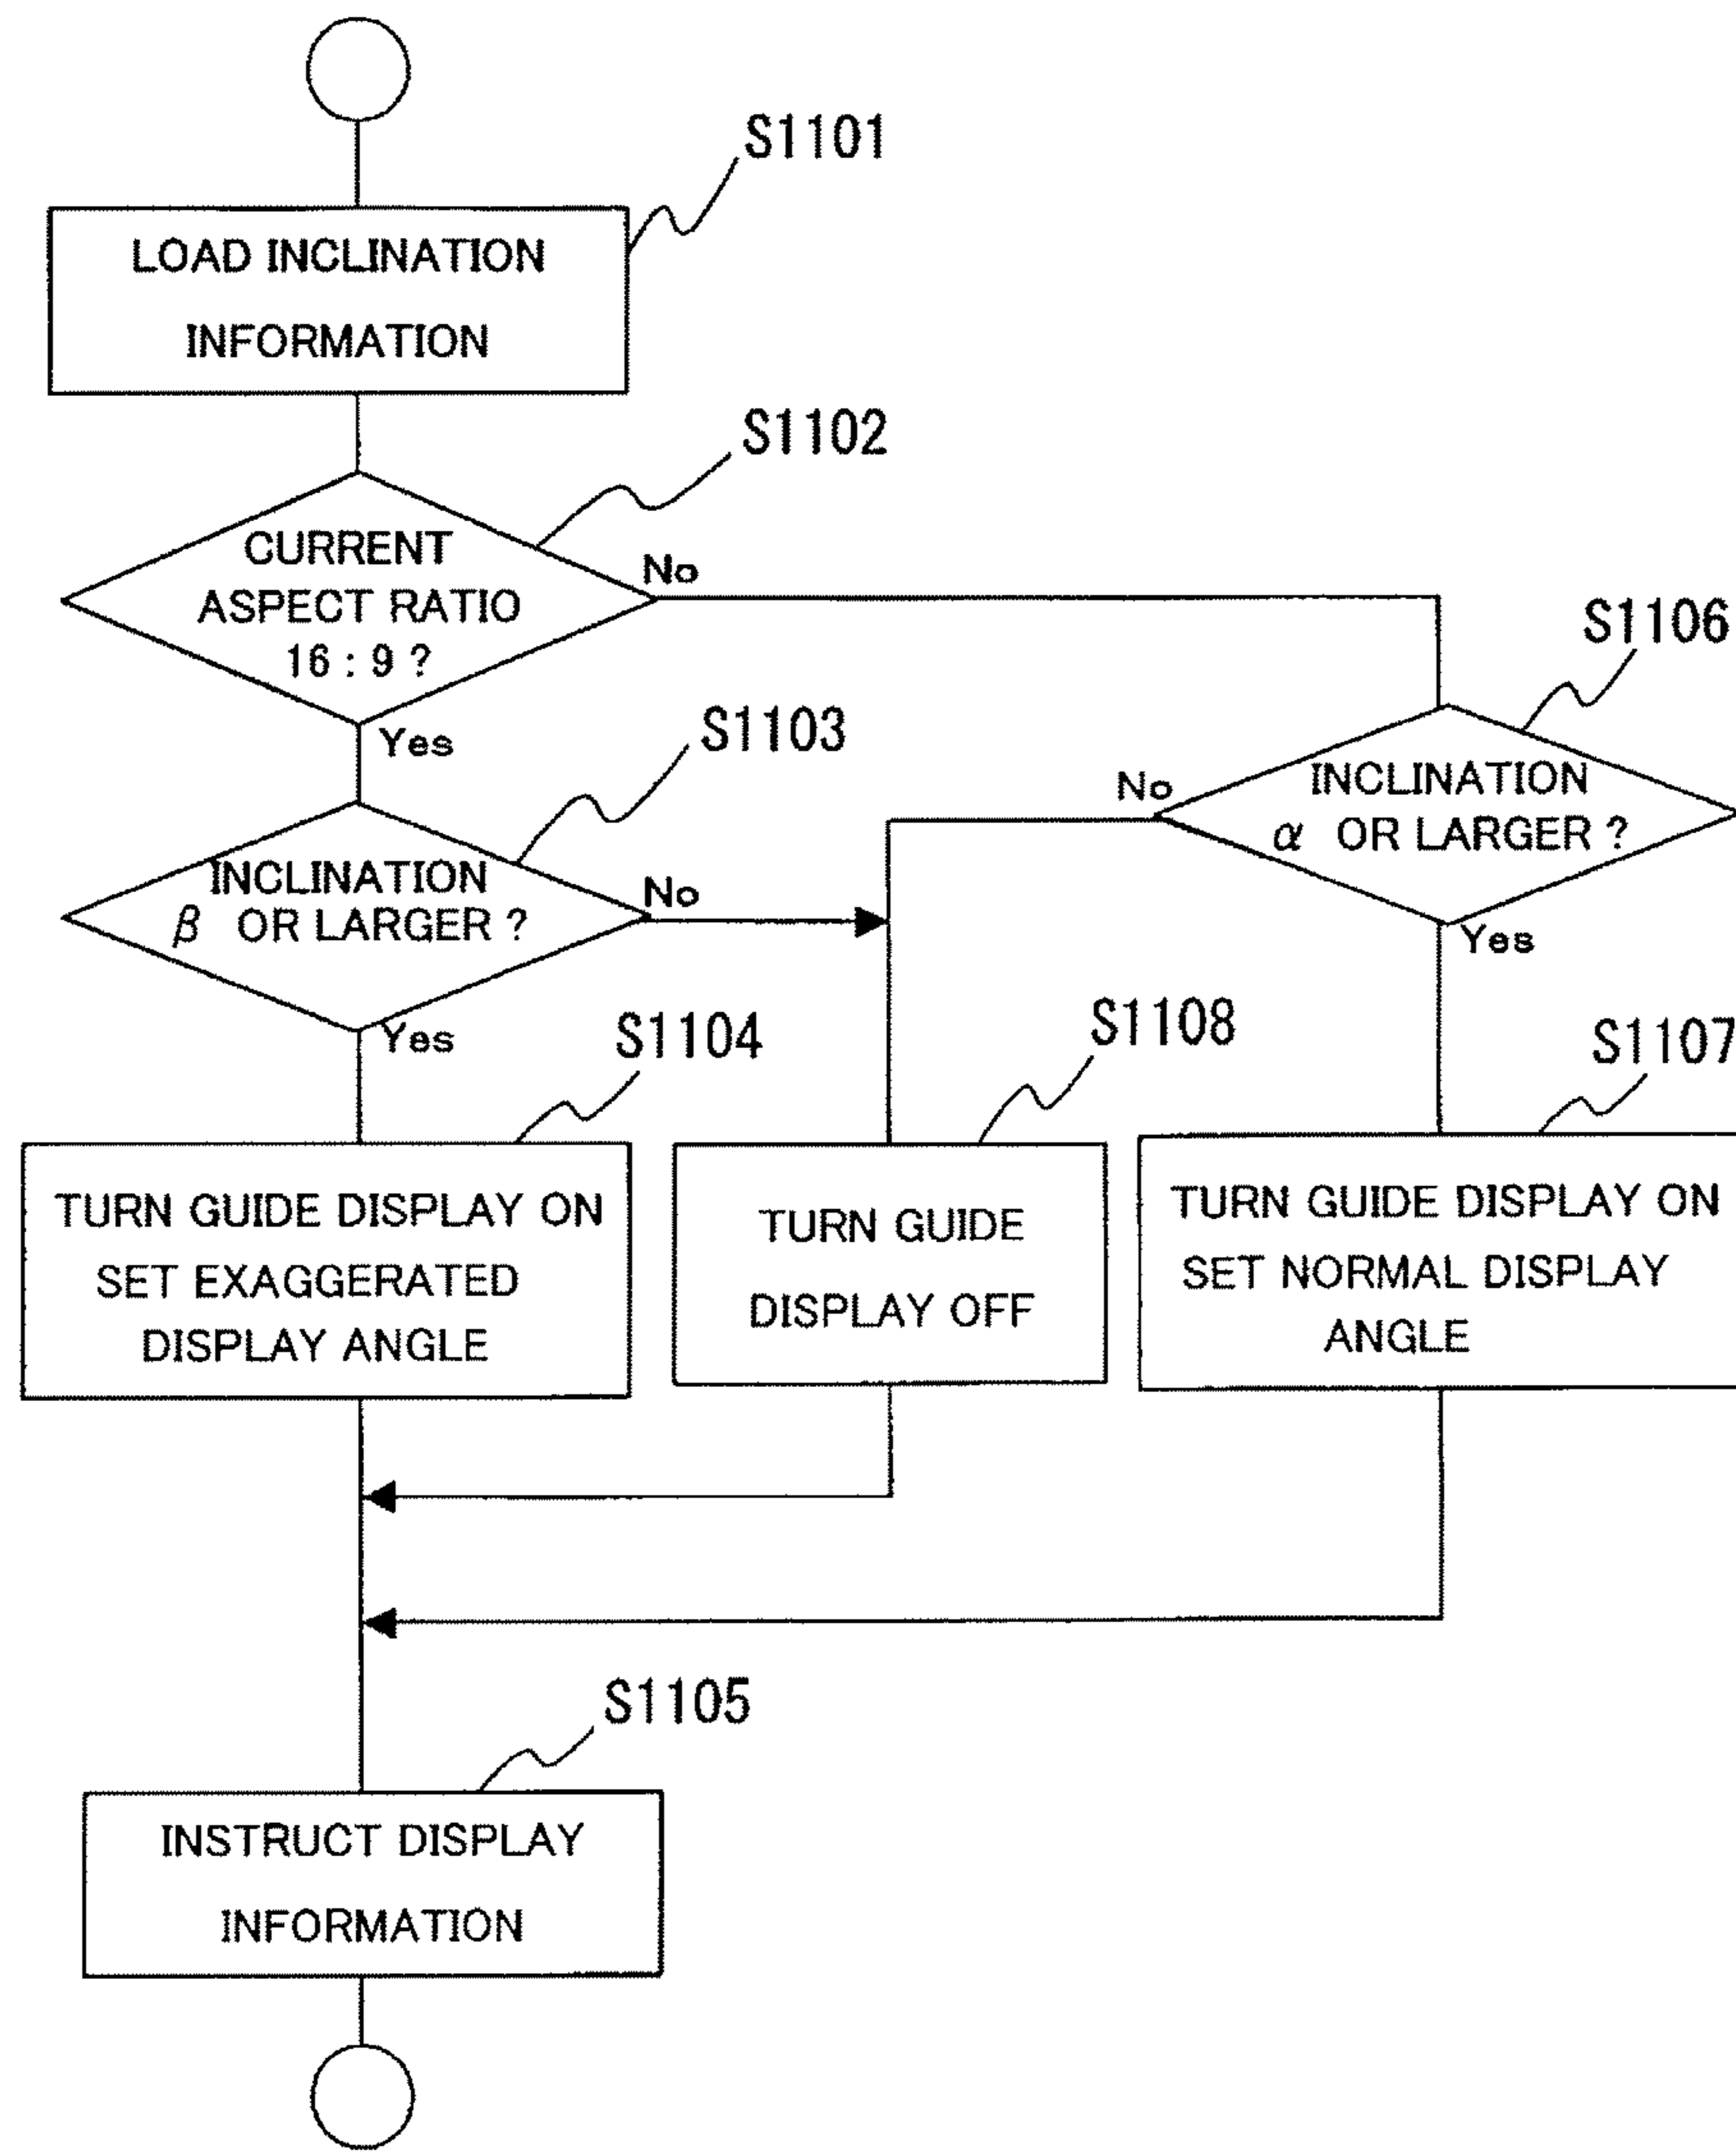 S1101
LOAD INCLINATION
INFORMATION
S1102
CURRENT
ASPECT RATIO
16 : 9 ?
No
Yes
S1106
INCLINATION
α OR LARGER ?
No
Yes
S1103
INCLINATION
β OR LARGER ?
No
Yes
S1104
TURN GUIDE DISPLAY ON
SET EXAGGERATED
DISPLAY ANGLE
S1108
TURN GUIDE
DISPLAY OFF
S1107
TURN GUIDE DISPLAY ON
SET NORMAL DISPLAY
ANGLE
S1105
INSTRUCT DISPLAY
INFORMATION